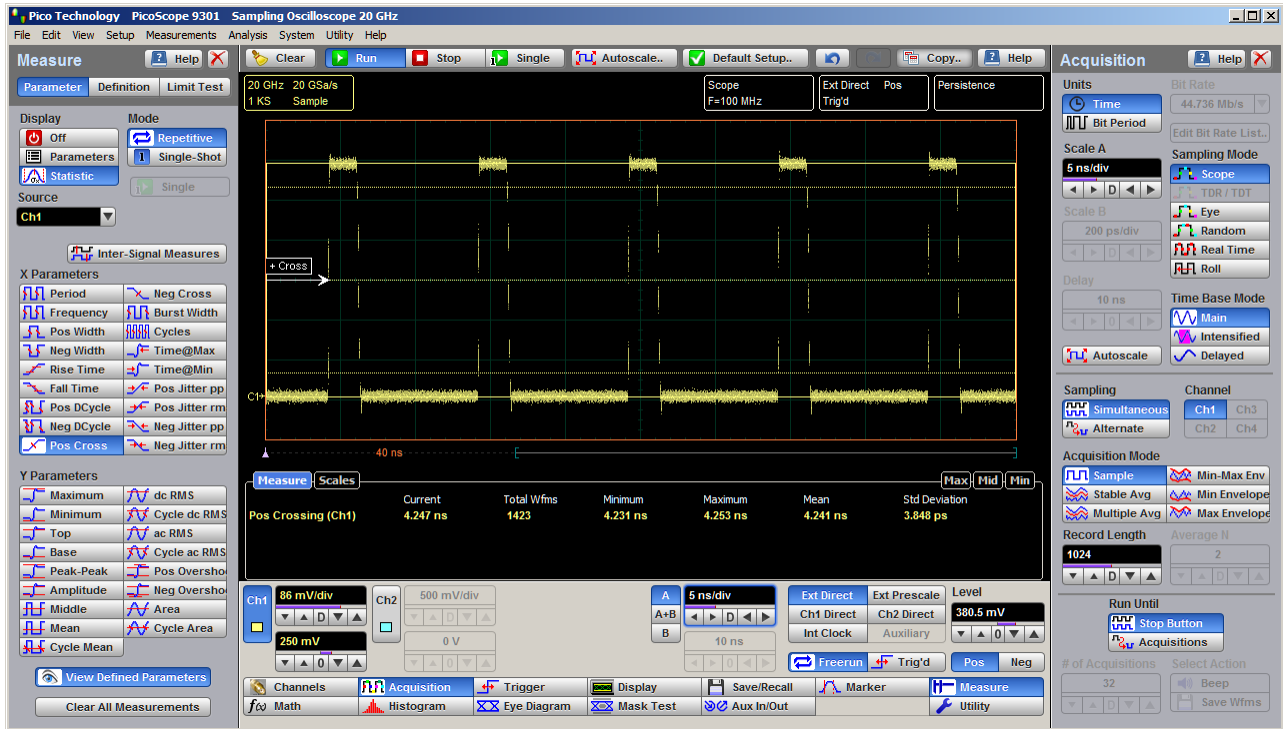 Pico Technology PicoScope 9301 Sampling Oscilloscope 20 GHz
File Edit View Setup Measurements Analysis System Utility Help
Measure Help
Parameter Definition Limit Test
Display Mode
Off Repetitive
Parameters Single-Shot
Statistic
Single
Source
Ch1
Inter-Signal Measures
X Parameters
Period Neg Cross
Frequency Burst Width
Pos Width Cycles
Neg Width Time@Max
Rise Time Time@Min
Fall Time Pos Jitter pp
Pos DCycle Pos Jitter rm
Neg DCycle Neg Jitter pp
Pos Cross Neg Jitter rm
Y Parameters
Maximum dc RMS
Minimum Cycle dc RMS
Top ac RMS
Base Cycle ac RMS
Peak-Peak Pos Oversho
Amplitude Neg Oversho
Middle Area
Mean Cycle Area
Cycle Mean
View Defined Parameters
Clear All Measurements
Clear Run Stop Single Autoscale.. Default Setup.. Copy.. Help
20 GHz 20 GSa/s
1 KS Sample
Scope
F=100 MHz
Ext Direct Pos
Trig'd
Persistence
+ Cross
C1
40 ns
Measure Scales Max Mid Min
Current Total Wfms Minimum Maximum Mean Std Deviation
Pos Crossing (Ch1) 4.247 ns 1423 4.231 ns 4.253 ns 4.241 ns 3.848 ps
Ch1 86 mV/div Ch2 500 mV/div
D D
250 mV 0 V
0 0
A 5 ns/div
A+B D
B 10 ns
0
Ext Direct Ext Prescale Level
Ch1 Direct Ch2 Direct 380.5 mV
Int Clock Auxiliary 0
Freerun Trig'd Pos Neg
Channels Acquisition Trigger Display Save/Recall Marker Measure
f(x) Math Histogram Eye Diagram Mask Test Aux In/Out Utility
Acquisition Help
Units Bit Rate
Time 44.736 Mb/s
Bit Period
Edit Bit Rate List..
Scale A Sampling Mode
5 ns/div Scope
D TDR / TDT
Scale B Eye
200 ps/div Random
D Real Time
Roll
Delay
10 ns Time Base Mode
0 Main
Intensified
Autoscale Delayed
Sampling Channel
Simultaneous Ch1 Ch3
Alternate Ch2 Ch4
Acquisition Mode
Sample Min-Max Env
Stable Avg Min Envelope
Multiple Avg Max Envelope
Record Length Average N
1024 2
D D
Run Until
Stop Button
Acquisitions
# of Acquisitions Select Action
32 Beep
D Save Wfms